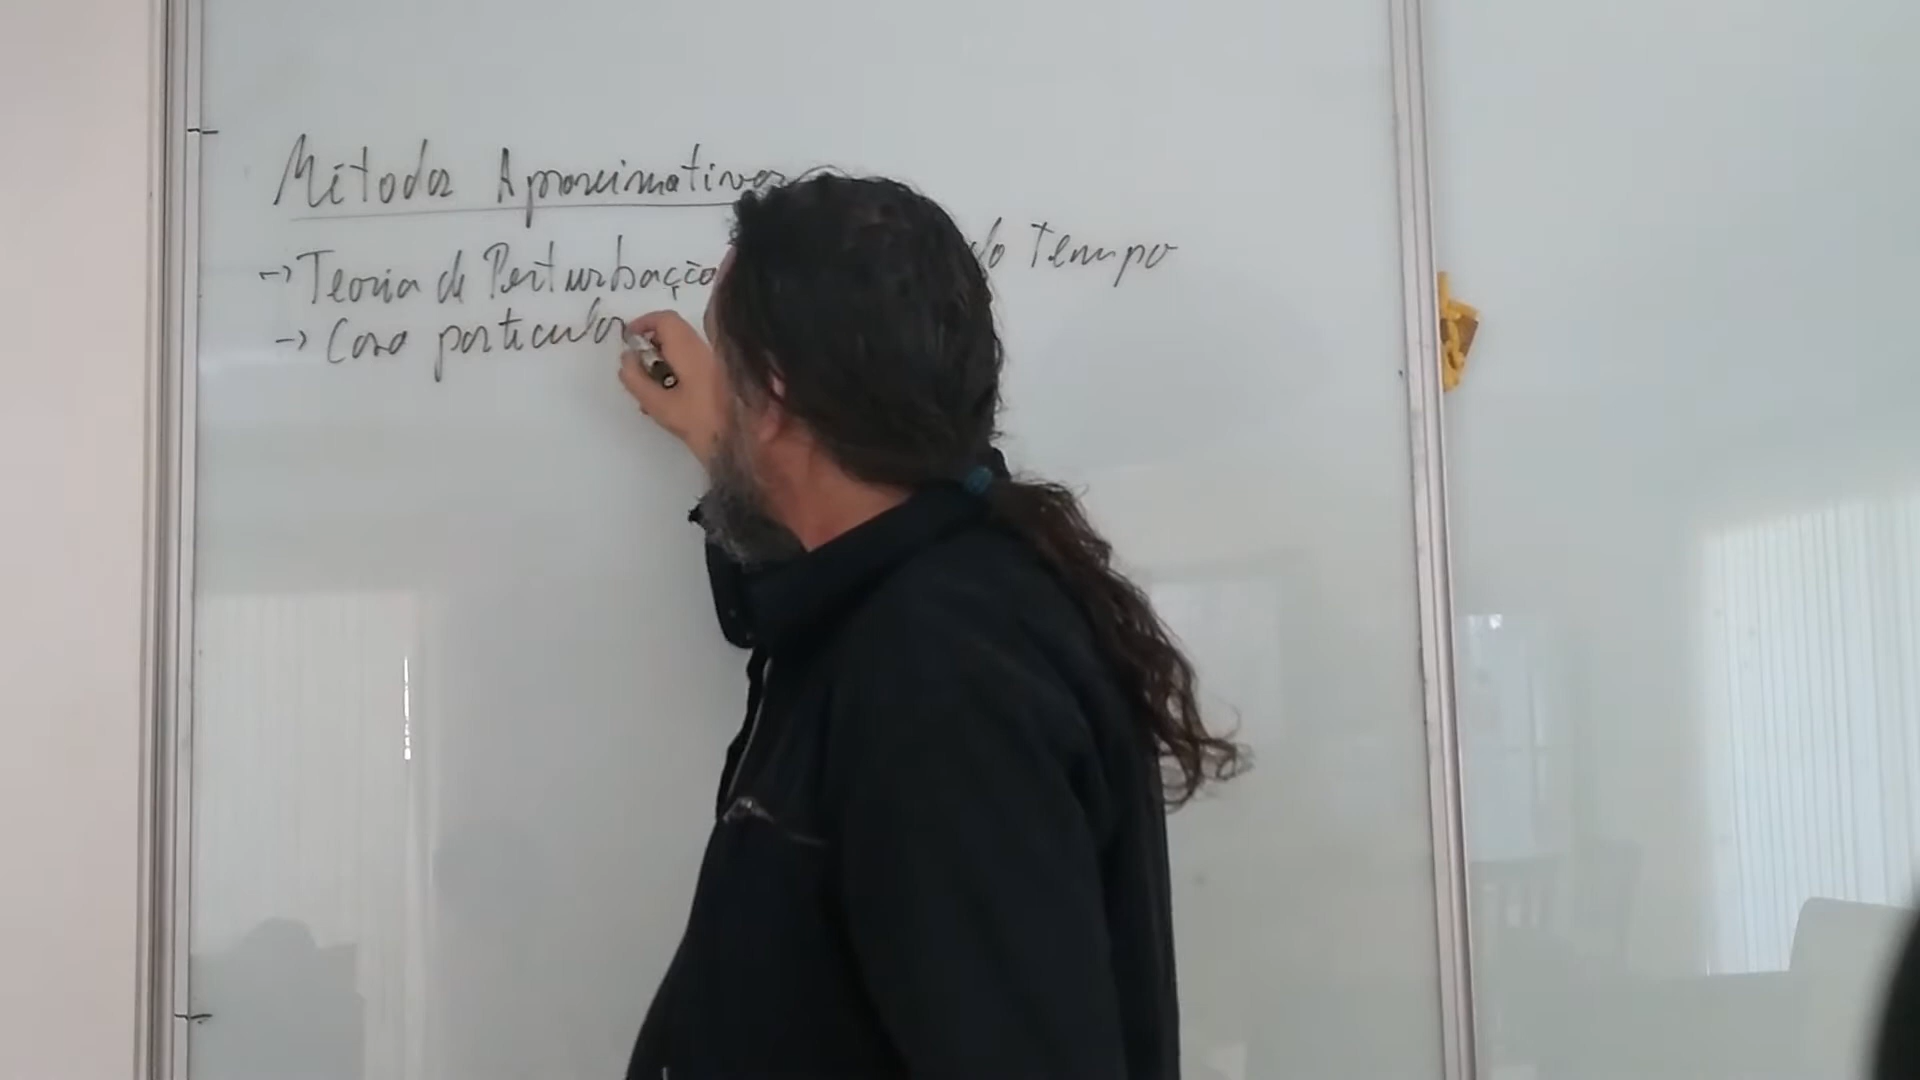 Métodos Aproximativos
→ Teoria de Perturbação do Tempo
→ Caso particular